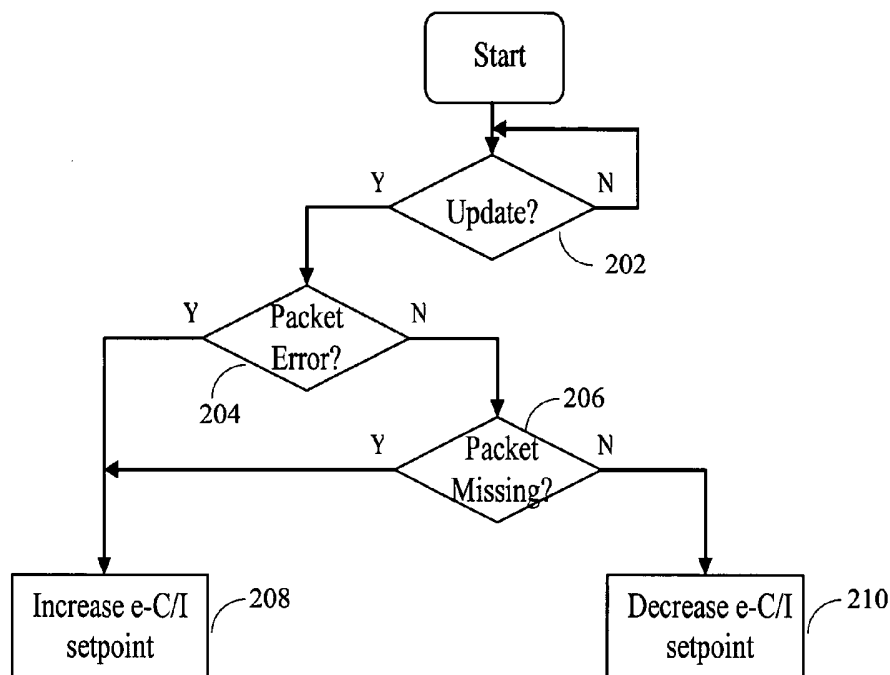 Start
Y
N
Update?
202
Y
Packet
Error?
N
204
206
Y
Packet
Missing?
N
Increase e-C/I
setpoint
208
Decrease e-C/I
setpoint
210